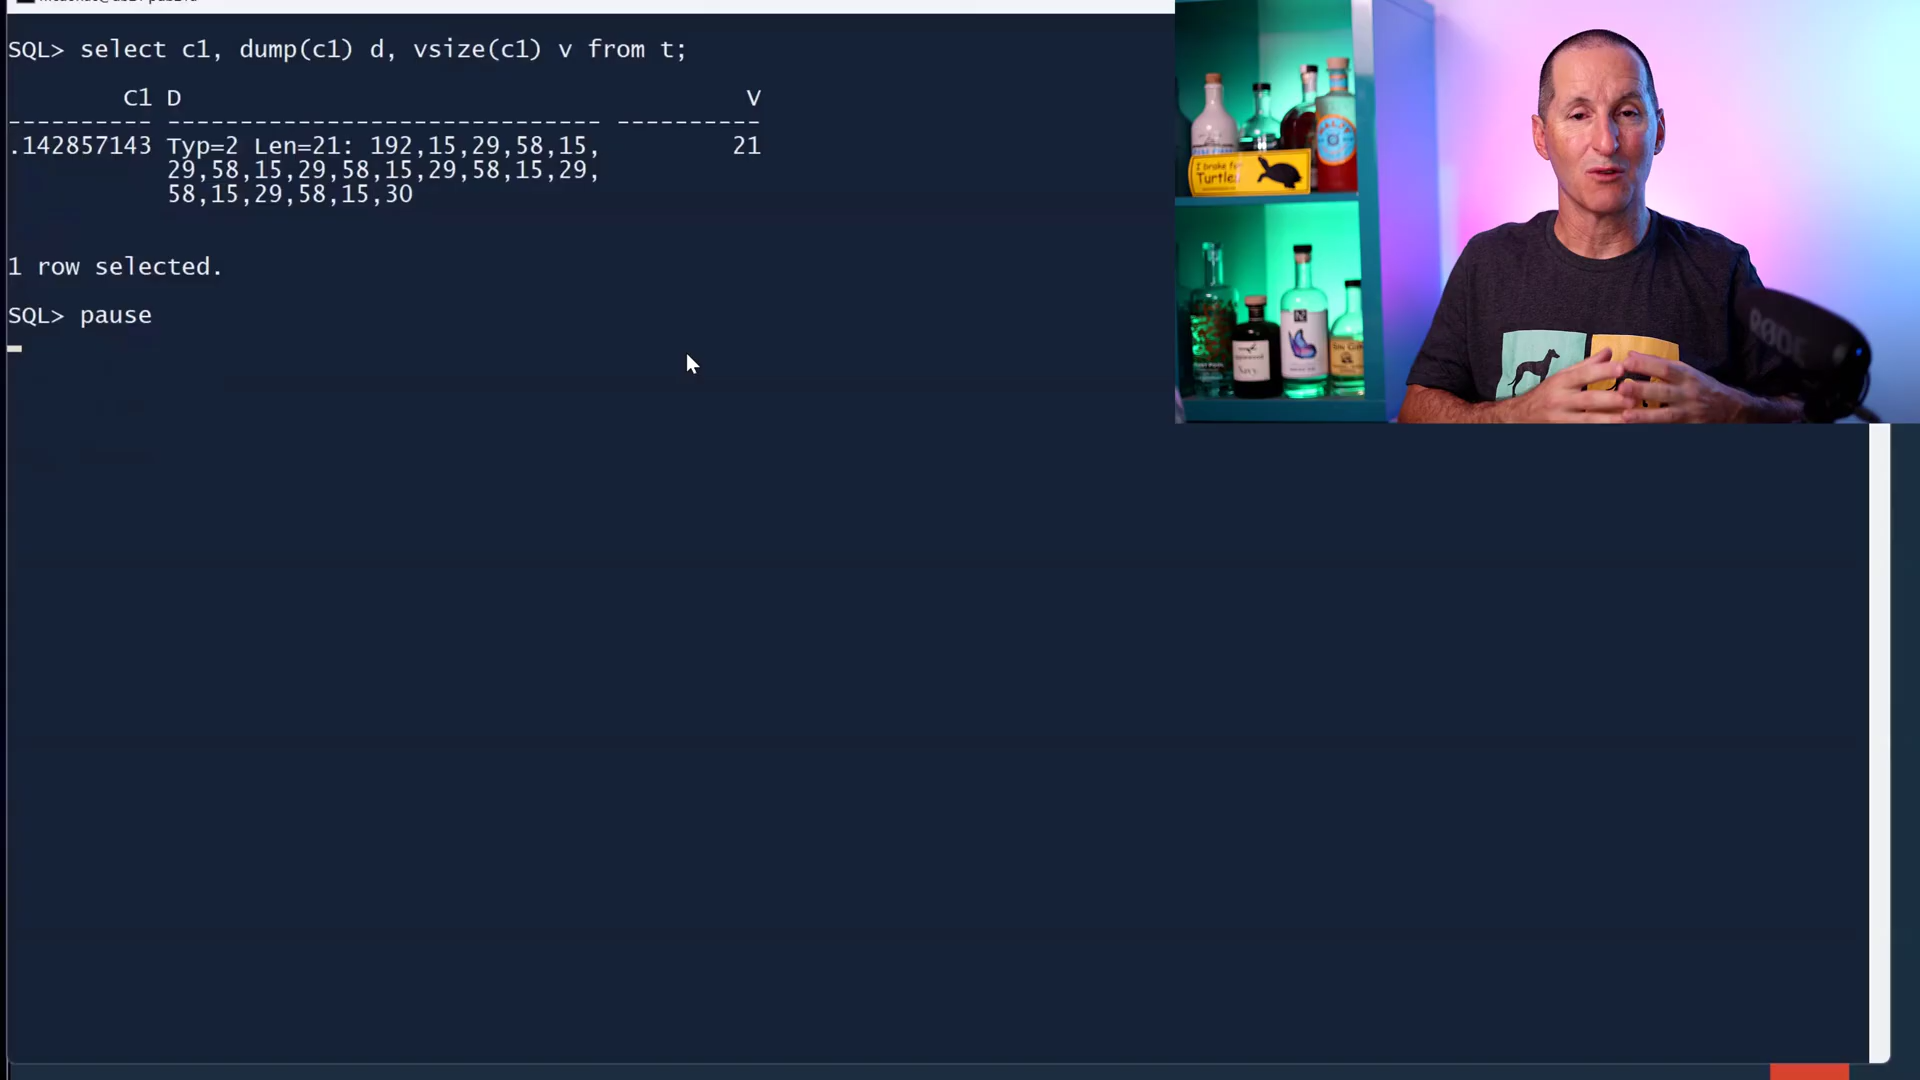 SQL> select c1, dump(c1) d, vsize(c1) v from t;
C1 D V
---------- ------------------------------ ----------
.142857143 Typ=2 Len=21: 192,15,29,58,15, 21
29,58,15,29,58,15,29,58,15,29,
58,15,29,58,15,30
1 row selected.
SQL> pause
I brake for
Turtles
RØDE